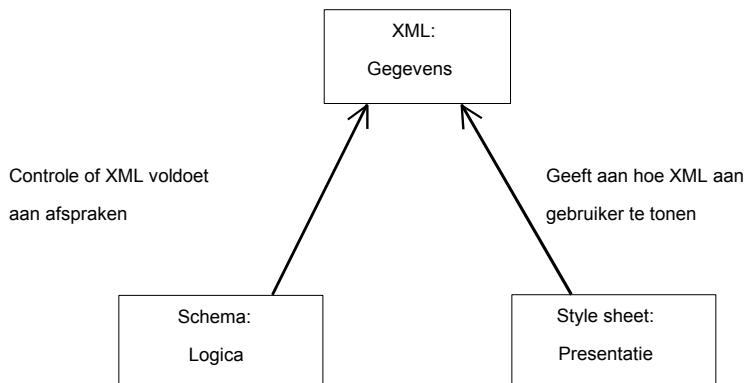 XML:
Gegevens
Controle of XML voldoet
aan afspraken
Geeft aan hoe XML aan
gebruiker te tonen
Schema:
Logica
Style sheet:
Presentatie